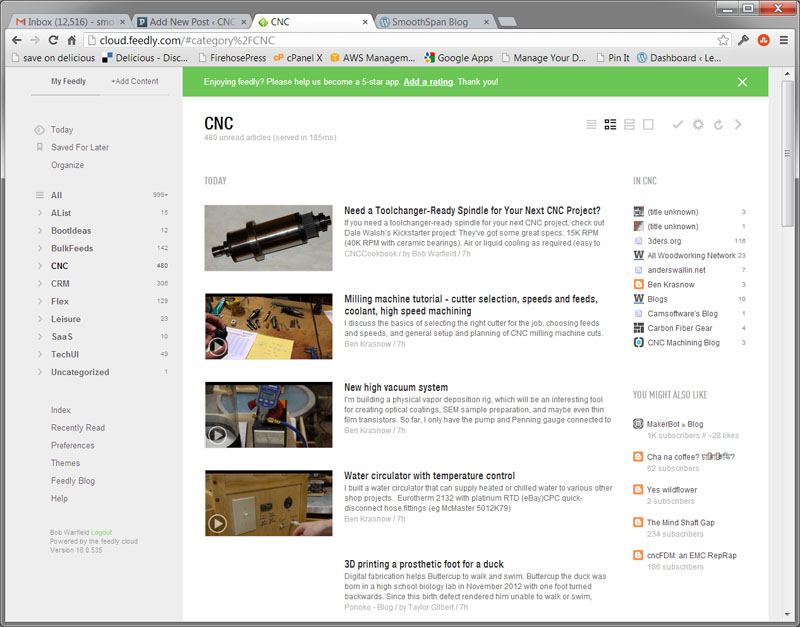 Inbox (12,516) - smo
Add New Post ‹ CNC
CNC
SmoothSpan Blog
cloud.feedly.com/#category%2FCNC
save on delicious
Delicious - Disc...
FirehosePress
cPanel X
AWS Managem...
Google Apps
Manage Your D...
Pin It
Dashboard ‹ Le...
My Feedly
+Add Content
Enjoying feedly? Please help us become a 5-star app. Add a rating. Thank you!
Today
Saved For Later
Organize
All 999+
AList 15
BootIdeas 12
BulkFeeds 142
CNC 480
CRM 306
Flex 129
Leisure 23
SaaS 10
TechUI 49
Uncategorized 1
Index
Recently Read
Preferences
Themes
Feedly Blog
Help
Bob Warfield Logout
Powered by the feedly cloud
Version 16.0.535
CNC
480 unread articles (served in 185ms)
TODAY
Need a Toolchanger-Ready Spindle for Your Next CNC Project?
If you need a toolchanger-ready spindle for your next CNC project, check out
Dale Walsh's Kickstarter project: They've got some great specs: 15K RPM
(40K RPM with ceramic bearings). Air or liquid cooling as required (easy to
CNCCookbook / by Bob Warfield / 7h
Milling machine tutorial - cutter selection, speeds and feeds,
coolant, high speed machining
I discuss the basics of selecting the right cutter for the job, choosing feeds
and speeds, and general setup and planning of CNC milling machine cuts.
Ben Krasnow / 7h
New high vacuum system
I'm building a physical vapor deposition rig, which will be an interesting tool
for creating optical coatings, SEM sample preparation, and maybe even thin
film transistors. So far, I only have the pump and Penning gauge connected to
Ben Krasnow / 7h
Water circulator with temperature control
I built a water circulator that can supply heated or chilled water to various other
shop projects. Eurotherm 2132 with platinum RTD (eBay)CPC quick-
disconnect hose fittings (eg McMaster 5012K79)
Ben Krasnow / 7h
3D printing a prosthetic foot for a duck
Digital fabrication helps Buttercup to walk and swim. Buttercup the duck was
born in a high school biology lab in November 2012 with one foot turned
backwards. Since this birth defect rendered him unable to walk or swim,
Ponoko - Blog / by Taylor Gilbert / 7h
IN CNC
(title unknown) 3
(title unknown) 1
3ders.org 116
All Woodworking Network 23
anderswallin.net 7
Ben Krasnow 3
Blogs 10
Camsoftware's Blog 1
Carbon Fiber Gear 4
CNC Machining Blog 3
YOU MIGHT ALSO LIKE
MakerBot » Blog
1K subscribers // ~28 likes
Cha na coffee?
62 subscribers
Yes wildflower
2 subscribers
The Mind Shaft Gap
234 subscribers
cncFDM: an EMC RepRap
186 subscribers